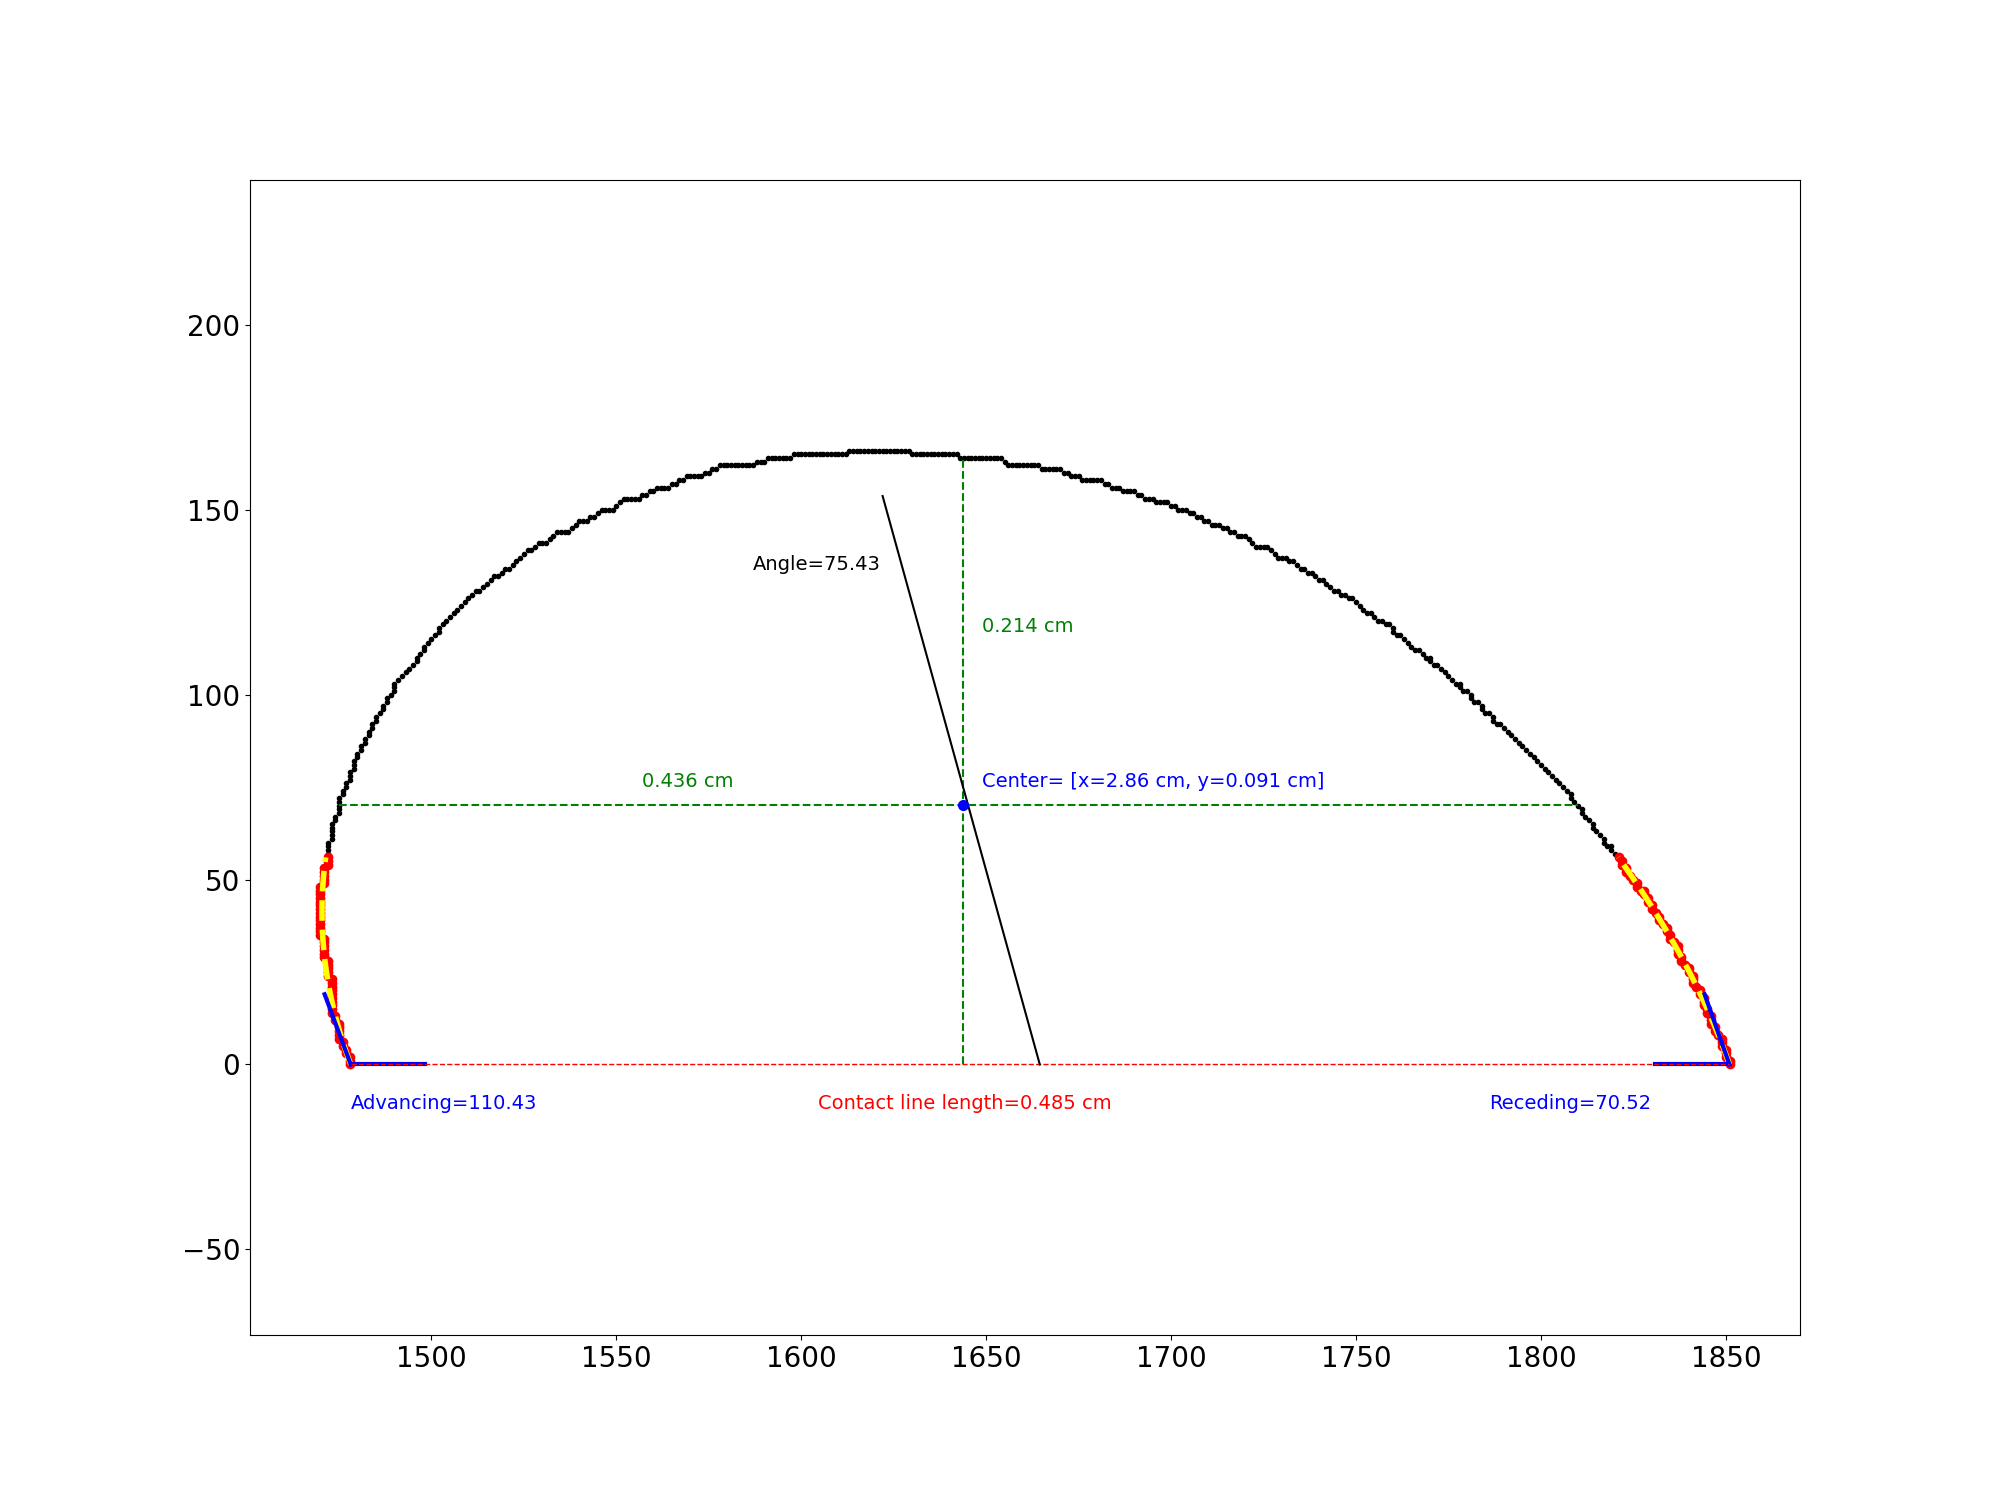 200
150
Angle=75.43
0.214 cm
100
0.436 cm
Center= [x=2.86 cm, y=0.091 cm]
50
0
Advancing=110.43
Contact line length=0.485 cm
Receding=70.52
−50
1500
1550
1600
1650
1700
1750
1800
1850